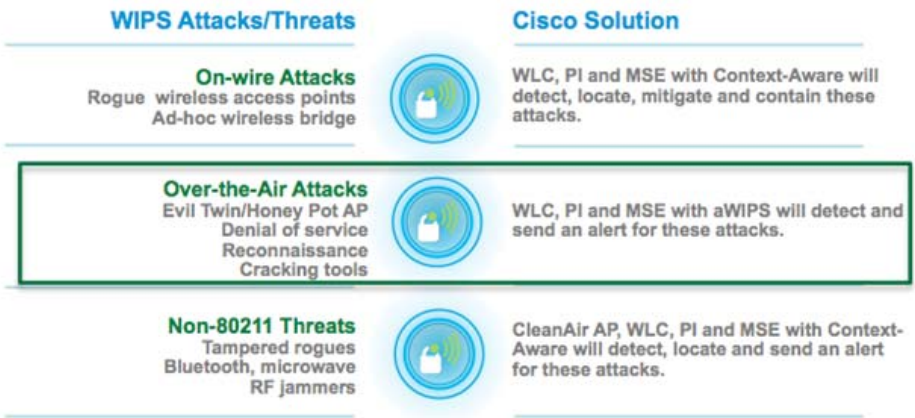 WIPS Attacks/Threats
Cisco Solution
On-wire Attacks
Rogue wireless access points
Ad-hoc wireless bridge
WLC, PI and MSE with Context-Aware will
detect, locate, mitigate and contain these
attacks.
Over-the-Air Attacks
Evil Twin/Honey Pot AP
Denial of service
Reconnaissance
Cracking tools
WLC, PI and MSE with aWIPS will detect and
send an alert for these attacks.
Non-80211 Threats
Tampered rogues
Bluetooth, microwave
RF jammers
CleanAir AP, WLC, PI and MSE with Context-
Aware will detect, locate and send an alert
for these attacks.